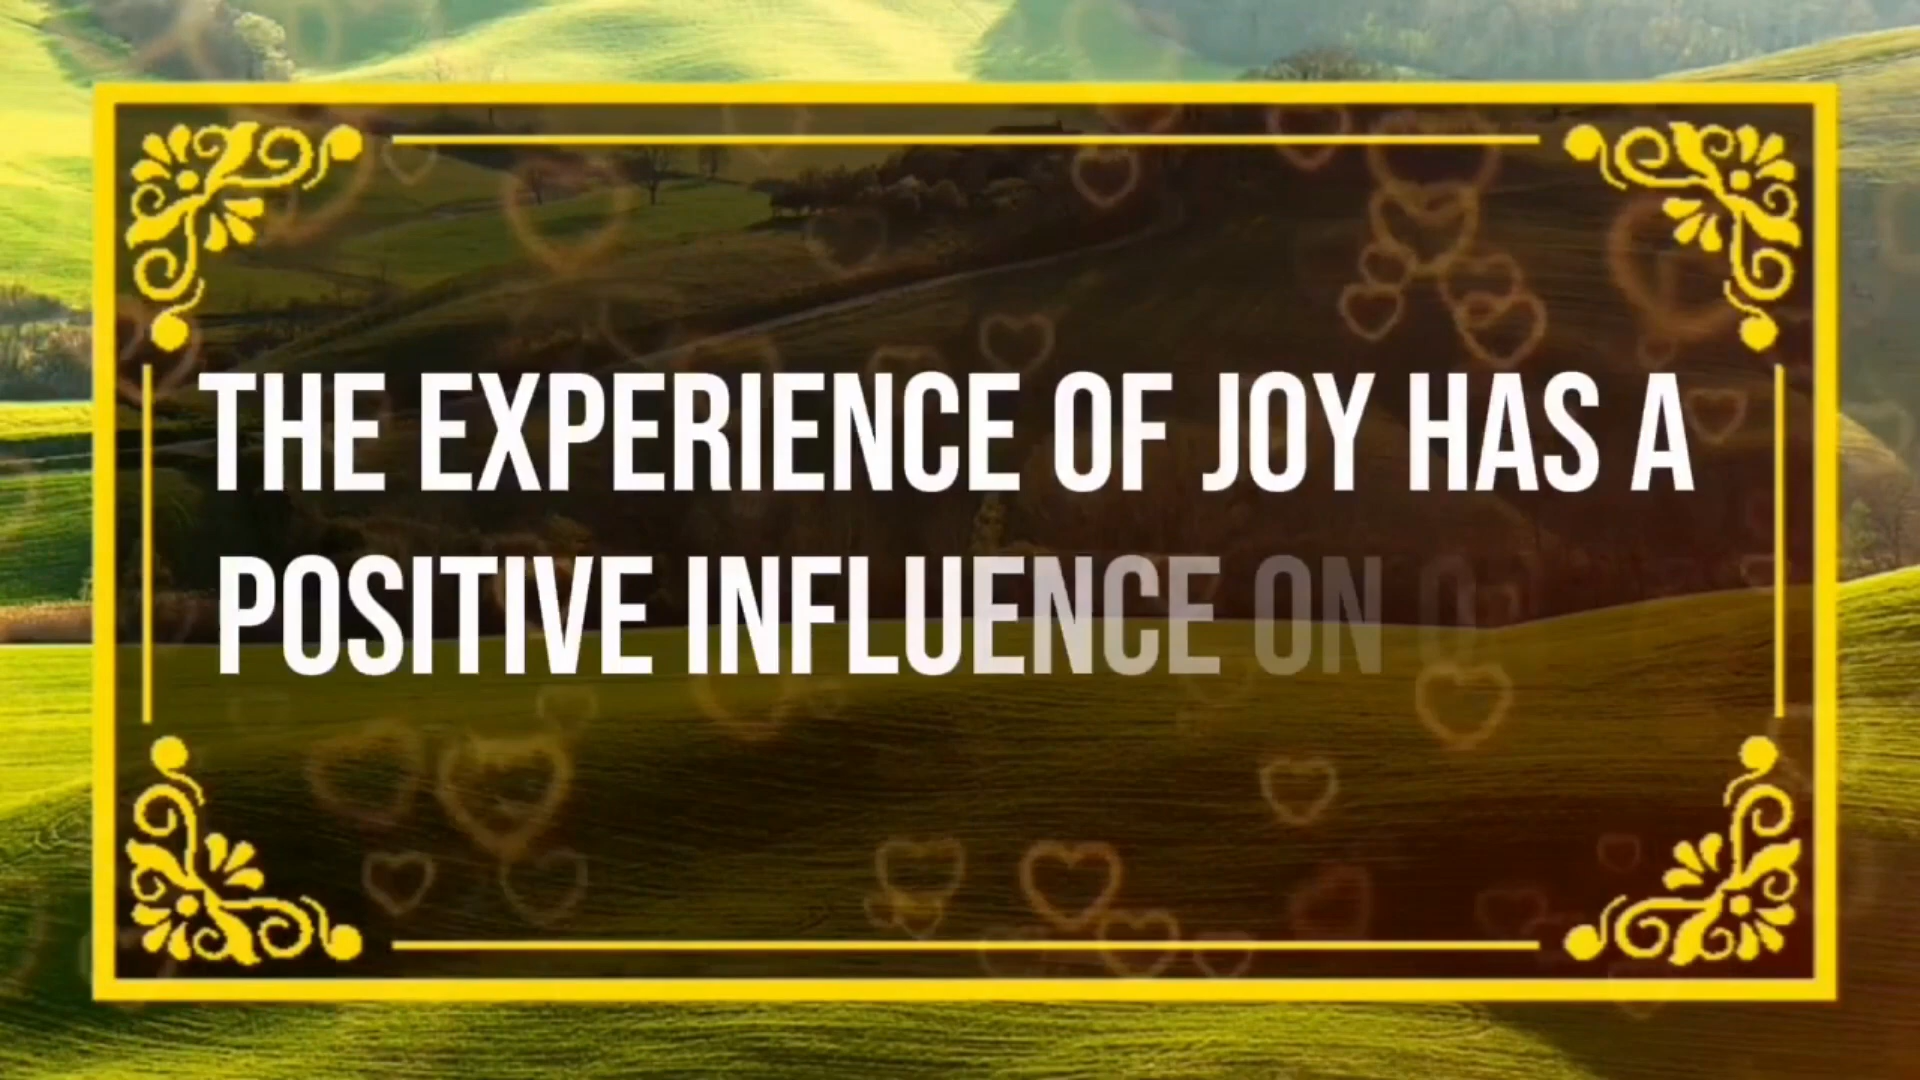 THE EXPERIENCE OF JOY HAS A
POSITIVE INFLUENCE ON